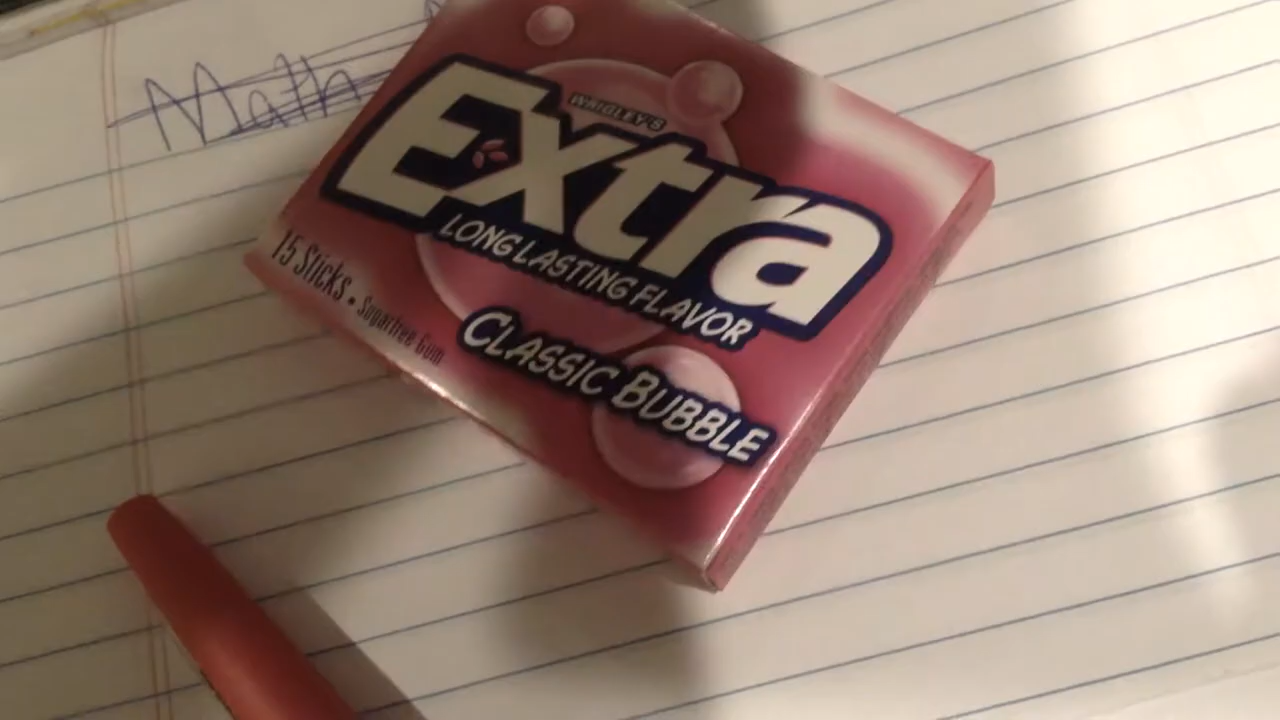 Math
WRIGLEY'S
Extra
LONG LASTING FLAVOR
CLASSIC BUBBLE
15 Sticks • Sugarfree Gum